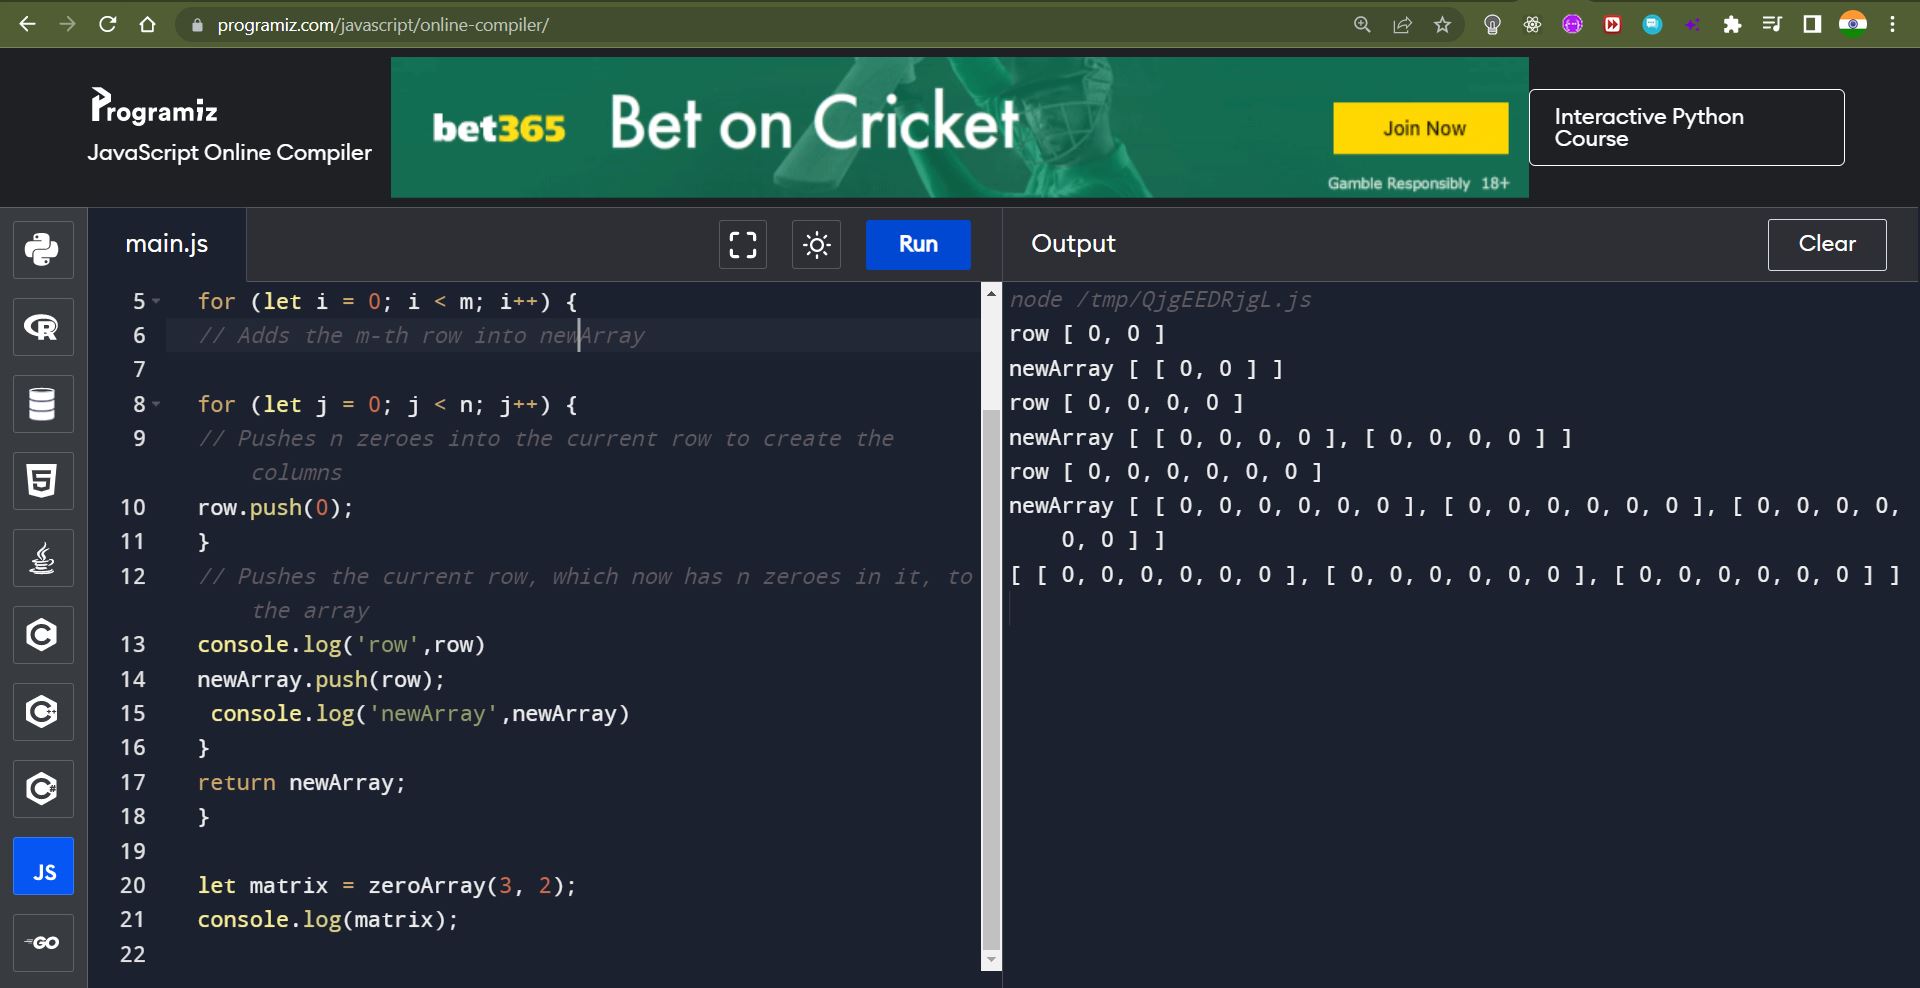 programiz.com/javascript/online-compiler/
Programiz
JavaScript Online Compiler
bet365
Bet on Cricket
Join Now
Gamble Responsibly 18+
Interactive Python
Course
main.js
Run
Output
Clear
5 for (let i = 0; i < m; i++) {
6 // Adds the m-th row into newArray
7
8 for (let j = 0; j < n; j++) {
9 // Pushes n zeroes into the current row to create the
columns
10 row.push(0);
11 }
12 // Pushes the current row, which now has n zeroes in it, to
the array
13 console.log('row',row)
14 newArray.push(row);
15 console.log('newArray',newArray)
16 }
17 return newArray;
18 }
19
20 let matrix = zeroArray(3, 2);
21 console.log(matrix);
22
node /tmp/QjgEEDRjgL.js
row [ 0, 0 ]
newArray [ [ 0, 0 ] ]
row [ 0, 0, 0, 0 ]
newArray [ [ 0, 0, 0, 0 ], [ 0, 0, 0, 0 ] ]
row [ 0, 0, 0, 0, 0, 0 ]
newArray [ [ 0, 0, 0, 0, 0, 0 ], [ 0, 0, 0, 0, 0, 0 ], [ 0, 0, 0, 0,
0, 0 ] ]
[ [ 0, 0, 0, 0, 0, 0 ], [ 0, 0, 0, 0, 0, 0 ], [ 0, 0, 0, 0, 0, 0 ] ]
R
5
C
C++
C#
JS
GO